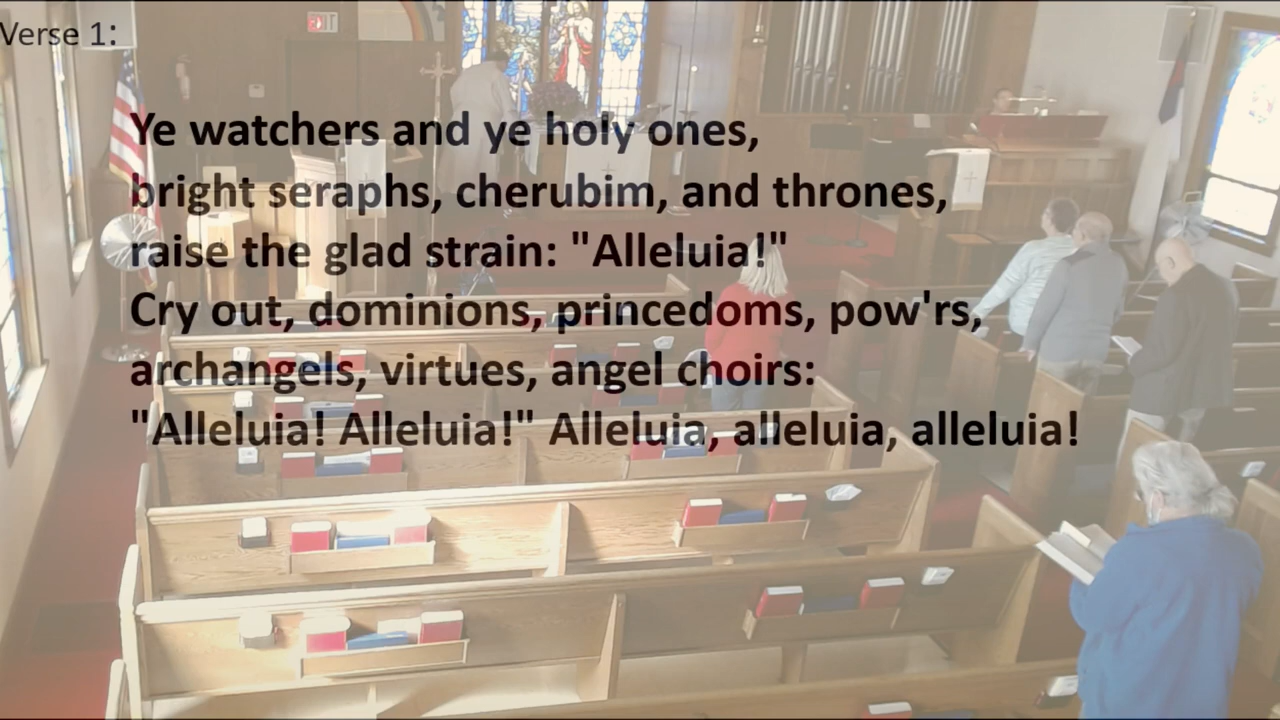 Verse 1:
EXIT
Ye watchers and ye holy ones,
bright seraphs, cherubim, and thrones,
raise the glad strain: "Alleluia!"
Cry out, dominions, princedoms, pow'rs,
archangels, virtues, angel choirs:
"Alleluia! Alleluia!" Alleluia, alleluia, alleluia!